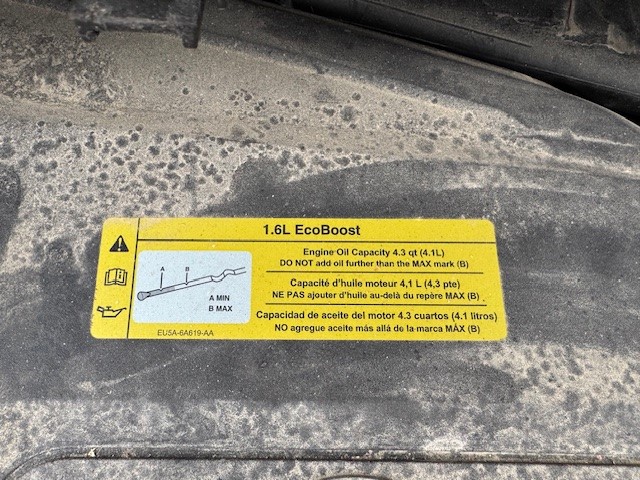 1.6L EcoBoost
Engine Oil Capacity 4.3 qt (4.1L)
DO NOT add oil further than the MAX mark (B)
A B
A MIN
B MAX
Capacité d'huile moteur 4,1 L (4,3 pte)
NE PAS ajouter d'huile au-delà du repère MAX (B)
Capacidad de aceite del motor 4.3 cuartos (4.1 litros)
NO agregue aceite más allá de la marca MÁX (B)
EU5A-6A619-AA